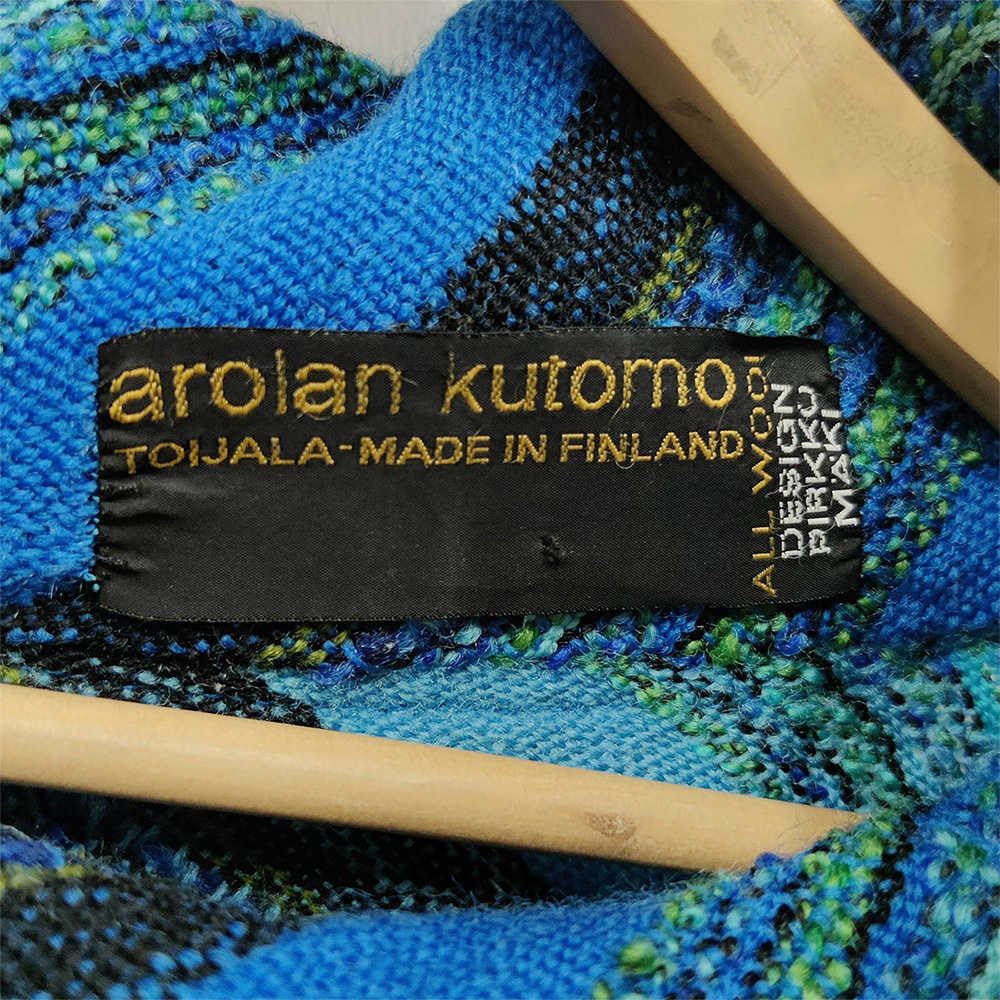 arolan kutomo
TOIJALA-MADE IN FINLAND
ALL WOOL
DESIGN
PIRKKO
MÄKI